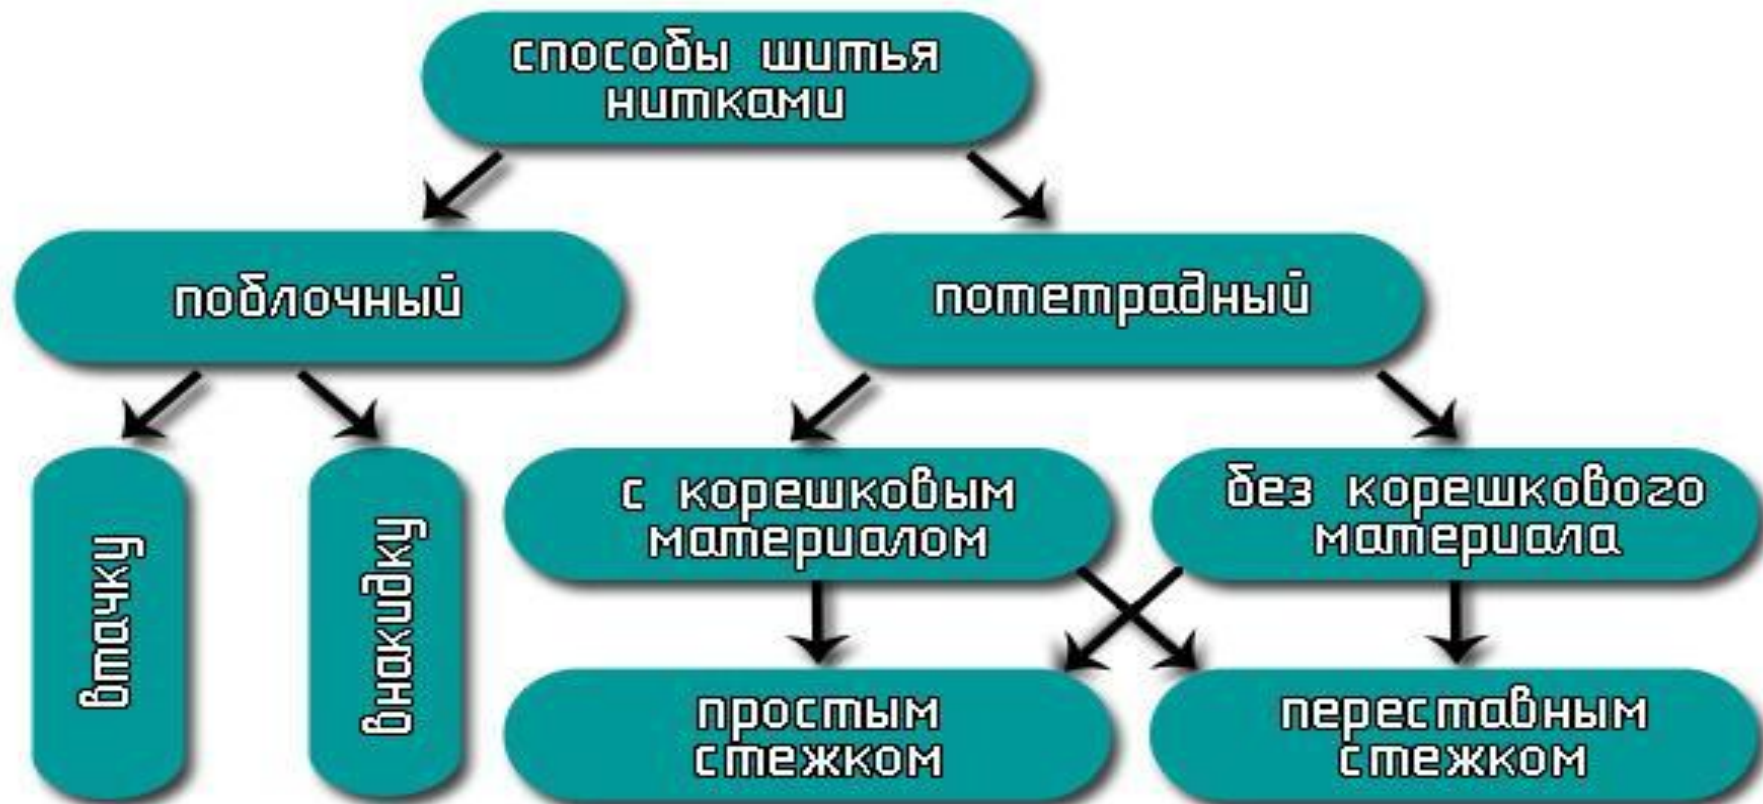 способы шитья
нитками
поблочный
потетрадный
втачку
внакидку
с корешковым
материалом
без корешкового
материала
простым
стежком
переставным
стежком